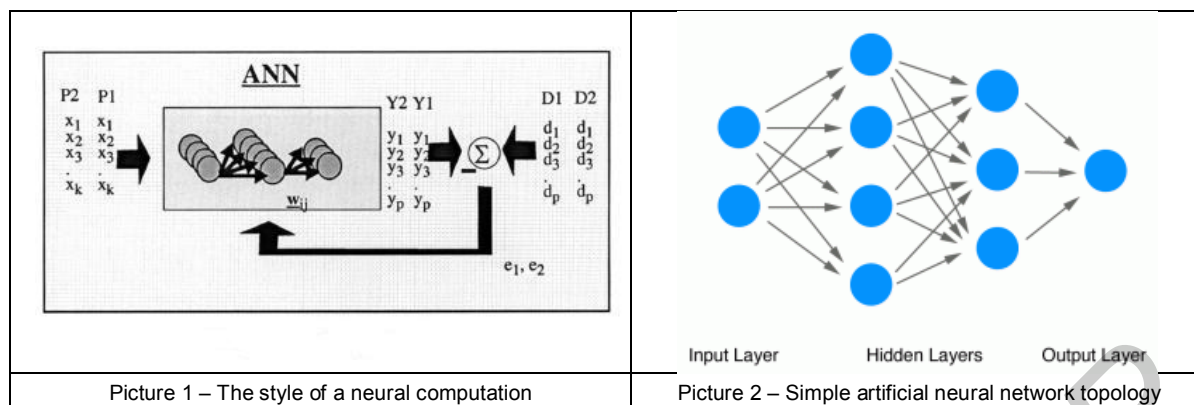 ANN
P2 P1 Y2 Y1 D1 D2
x1 x1 y1 y1 d1 d1
x2 x2 y2 y2 Σ d2 d2
x3 x3 y3 y3 d3 d3
. . . . . .
xk xk yp yp dp dp
wij
e1, e2
Picture 1 – The style of a neural computation
Input Layer Hidden Layers Output Layer
Picture 2 – Simple artificial neural network topology